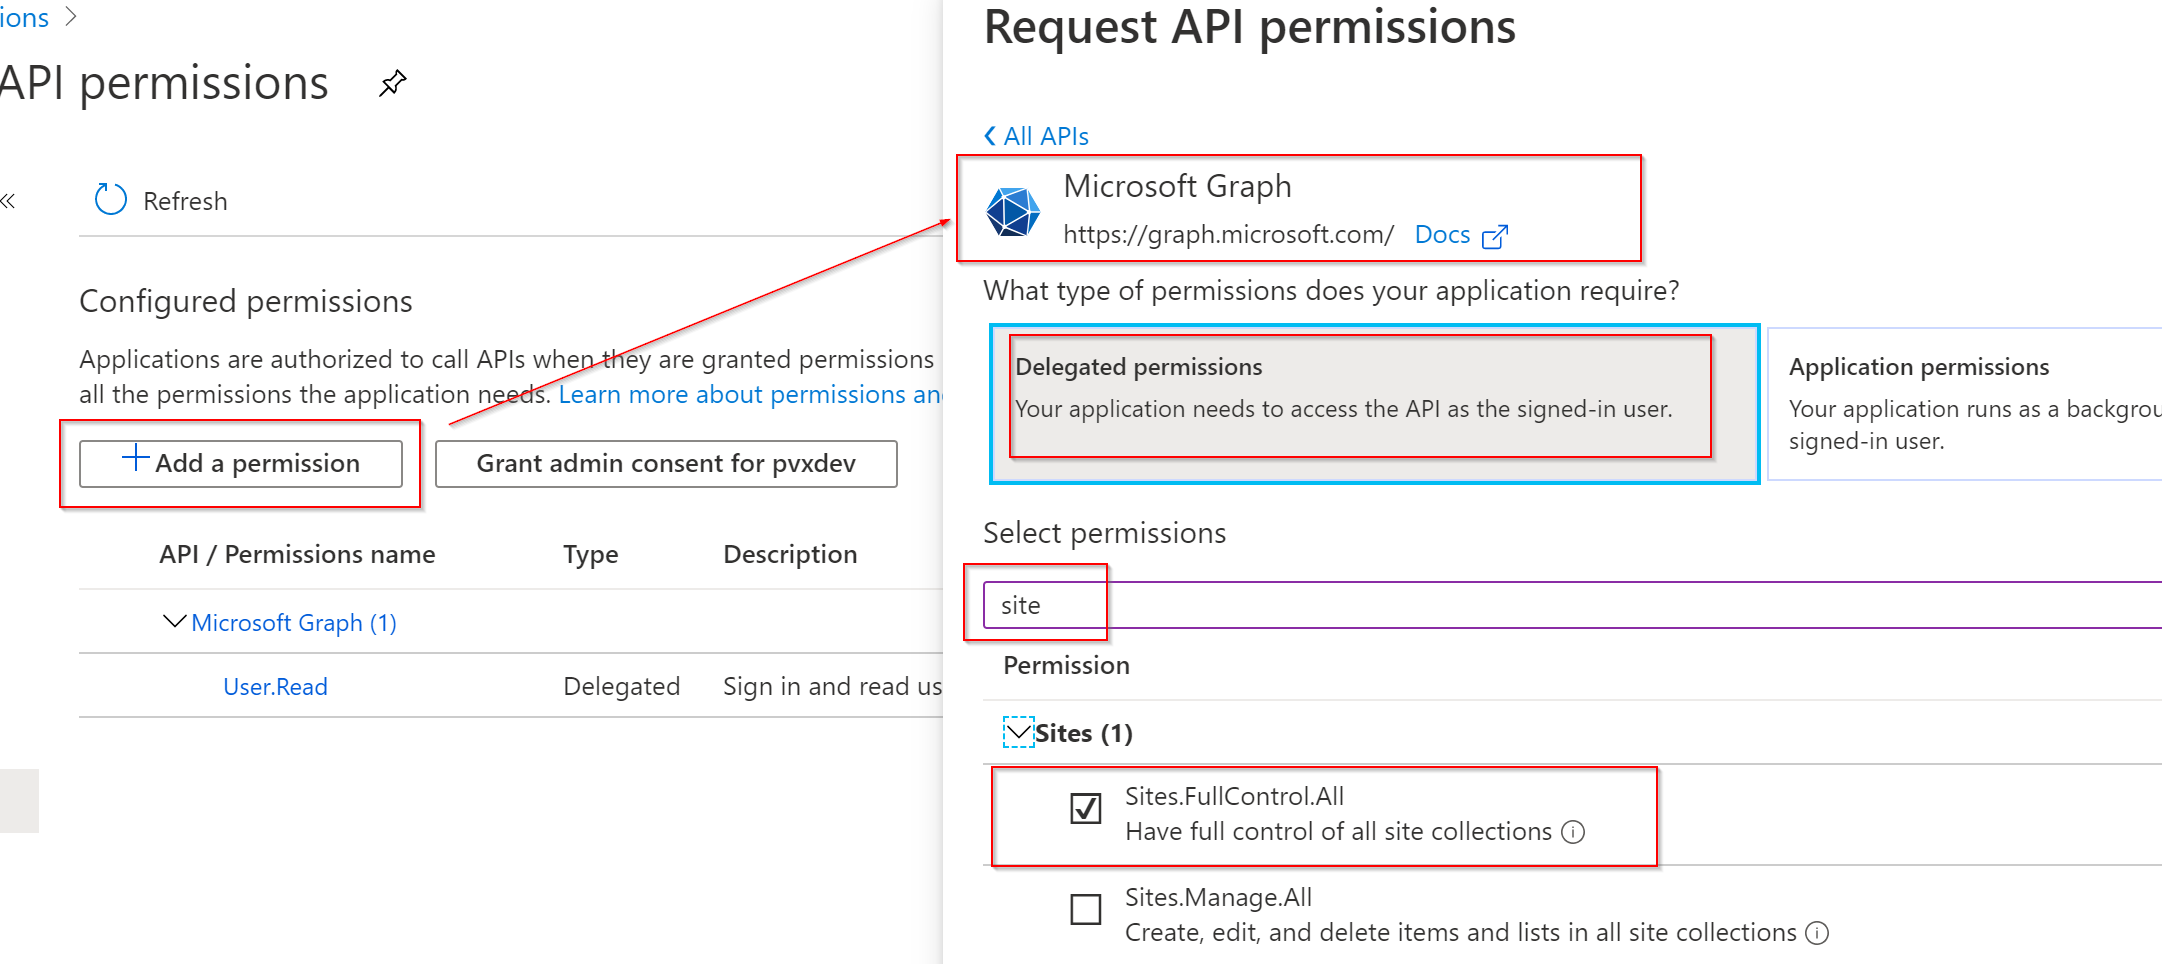 ions
API permissions
Refresh
Configured permissions
Applications are authorized to call APIs when they are granted permissions
all the permissions the application needs. Learn more about permissions an
Add a permission
Grant admin consent for pvxdev
API / Permissions name Type Description
Microsoft Graph (1)
User.Read Delegated Sign in and read us
Request API permissions
All APIs
Microsoft Graph
https://graph.microsoft.com/ Docs
What type of permissions does your application require?
Delegated permissions
Your application needs to access the API as the signed-in user.
Application permissions
Your application runs as a backgrou
signed-in user.
Select permissions
site
Permission
Sites (1)
Sites.FullControl.All
Have full control of all site collections
Sites.Manage.All
Create, edit, and delete items and lists in all site collections